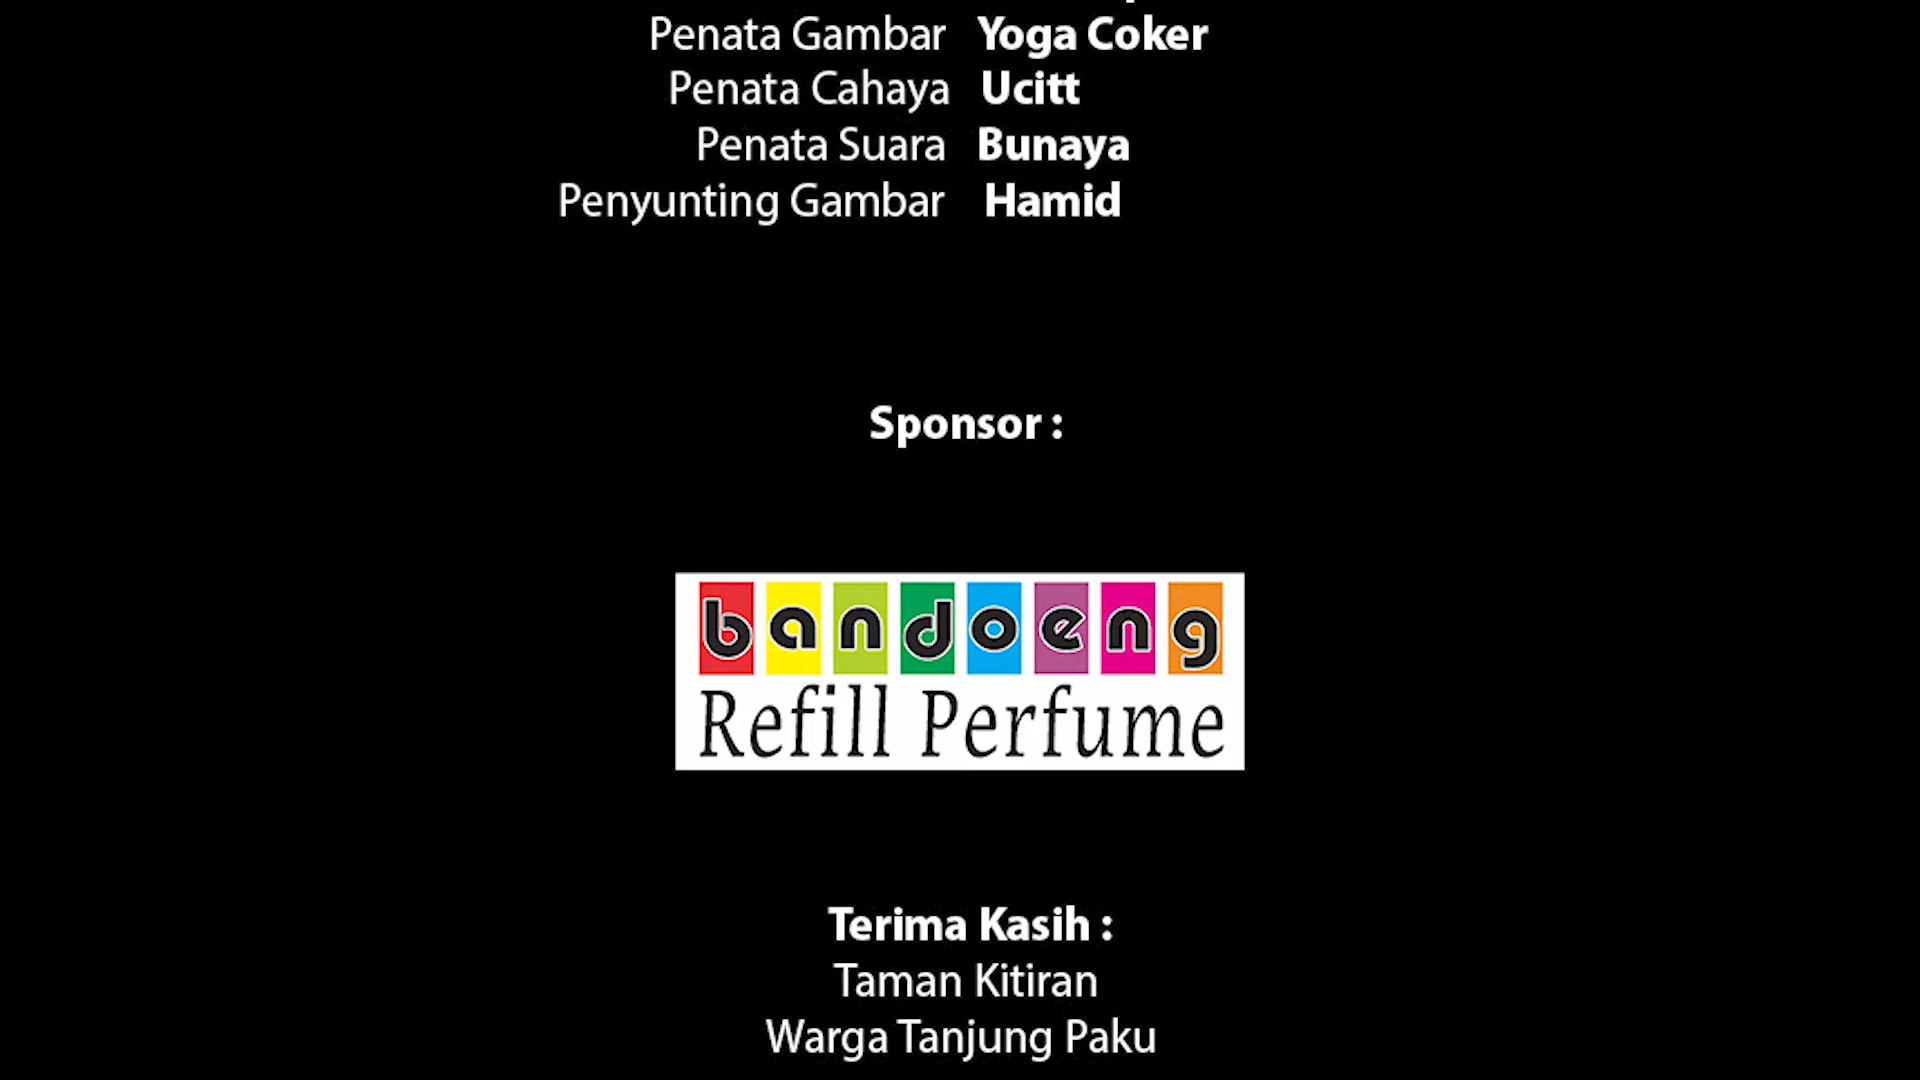 Penata Gambar Yoga Coker
Penata Cahaya Ucitt
Penata Suara Bunaya
Penyunting Gambar Hamid
Sponsor :
bandoeng
Refill Perfume
Terima Kasih :
Taman Kitiran
Warga Tanjung Paku